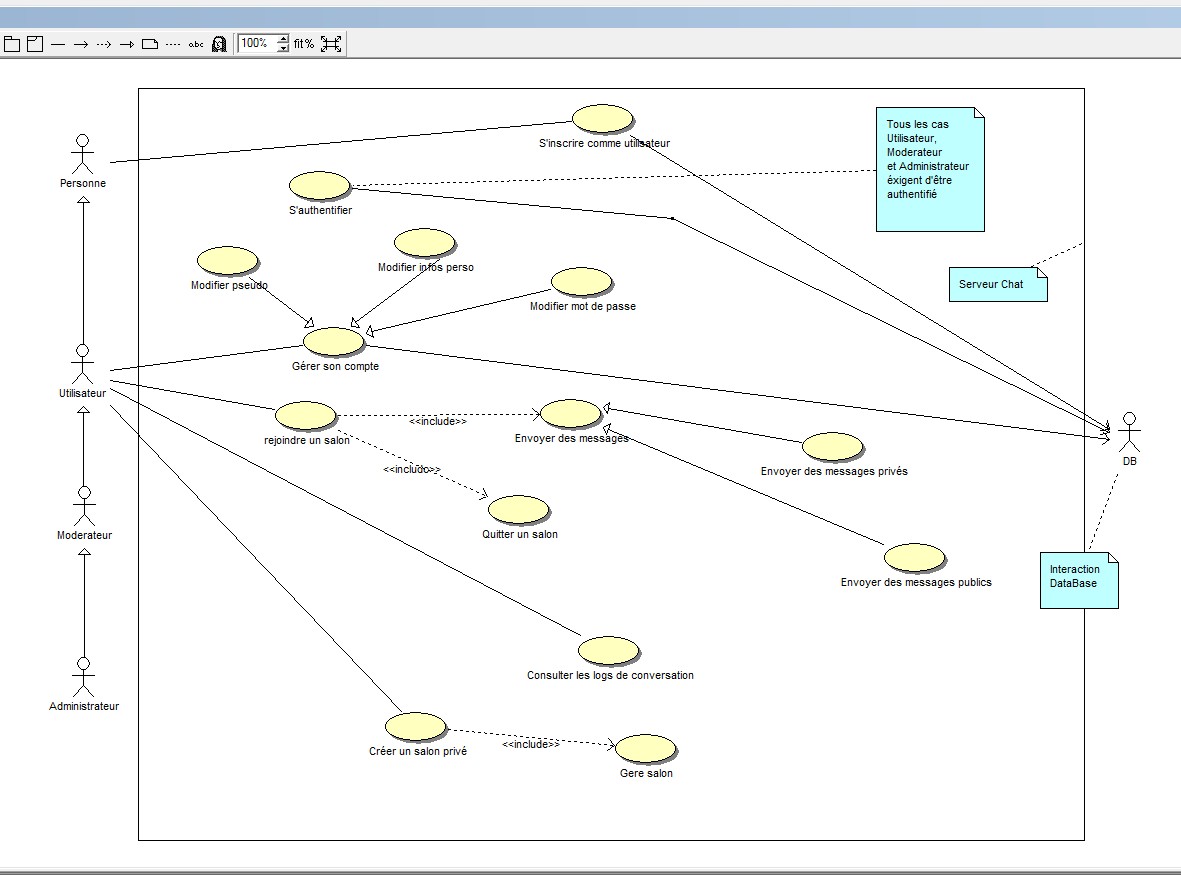 abc
100%
fit%
S'inscrire comme utilisateur
Tous les cas
Utilisateur,
Moderateur
et Administrateur
éxigent d'être
authentifié
Personne
S'authentifier
Modifier pseudo
Modifier infos perso
Modifier mot de passe
Serveur Chat
Gérer son compte
Utilisateur
rejoindre un salon
<<include>>
Envoyer des messages
Envoyer des messages privés
DB
<<include>>
Quitter un salon
Moderateur
Envoyer des messages publics
Interaction
DataBase
Consulter les logs de conversation
Administrateur
Créer un salon privé
<<include>>
Gere salon